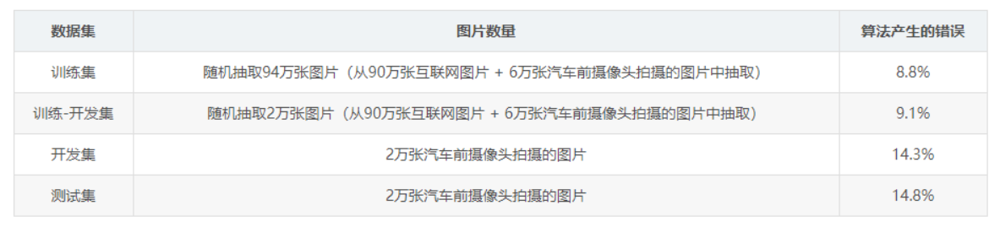 数据集 图片数量 算法产生的错误
训练集 随机抽取94万张图片（从90万张互联网图片 + 6万张汽车前摄像头拍摄的图片中抽取） 8.8%
训练-开发集 随机抽取2万张图片（从90万张互联网图片 + 6万张汽车前摄像头拍摄的图片中抽取） 9.1%
开发集 2万张汽车前摄像头拍摄的图片 14.3%
测试集 2万张汽车前摄像头拍摄的图片 14.8%